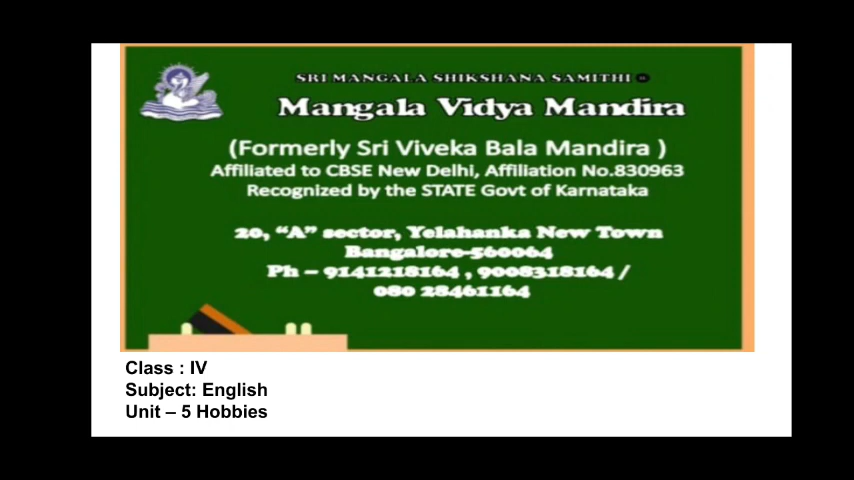 SRI MANGALA SHIKSHANA SAMITHI ®
Mangala Vidya Mandira
(Formerly Sri Viveka Bala Mandira )
Affiliated to CBSE New Delhi, Affiliation No.830963
Recognized by the STATE Govt of Karnataka
20, “A” sector, Yelahanka New Town
Bangalore-560064
Ph – 9141218164 , 9008318164 /
080 28461164
Class : IV
Subject: English
Unit – 5 Hobbies